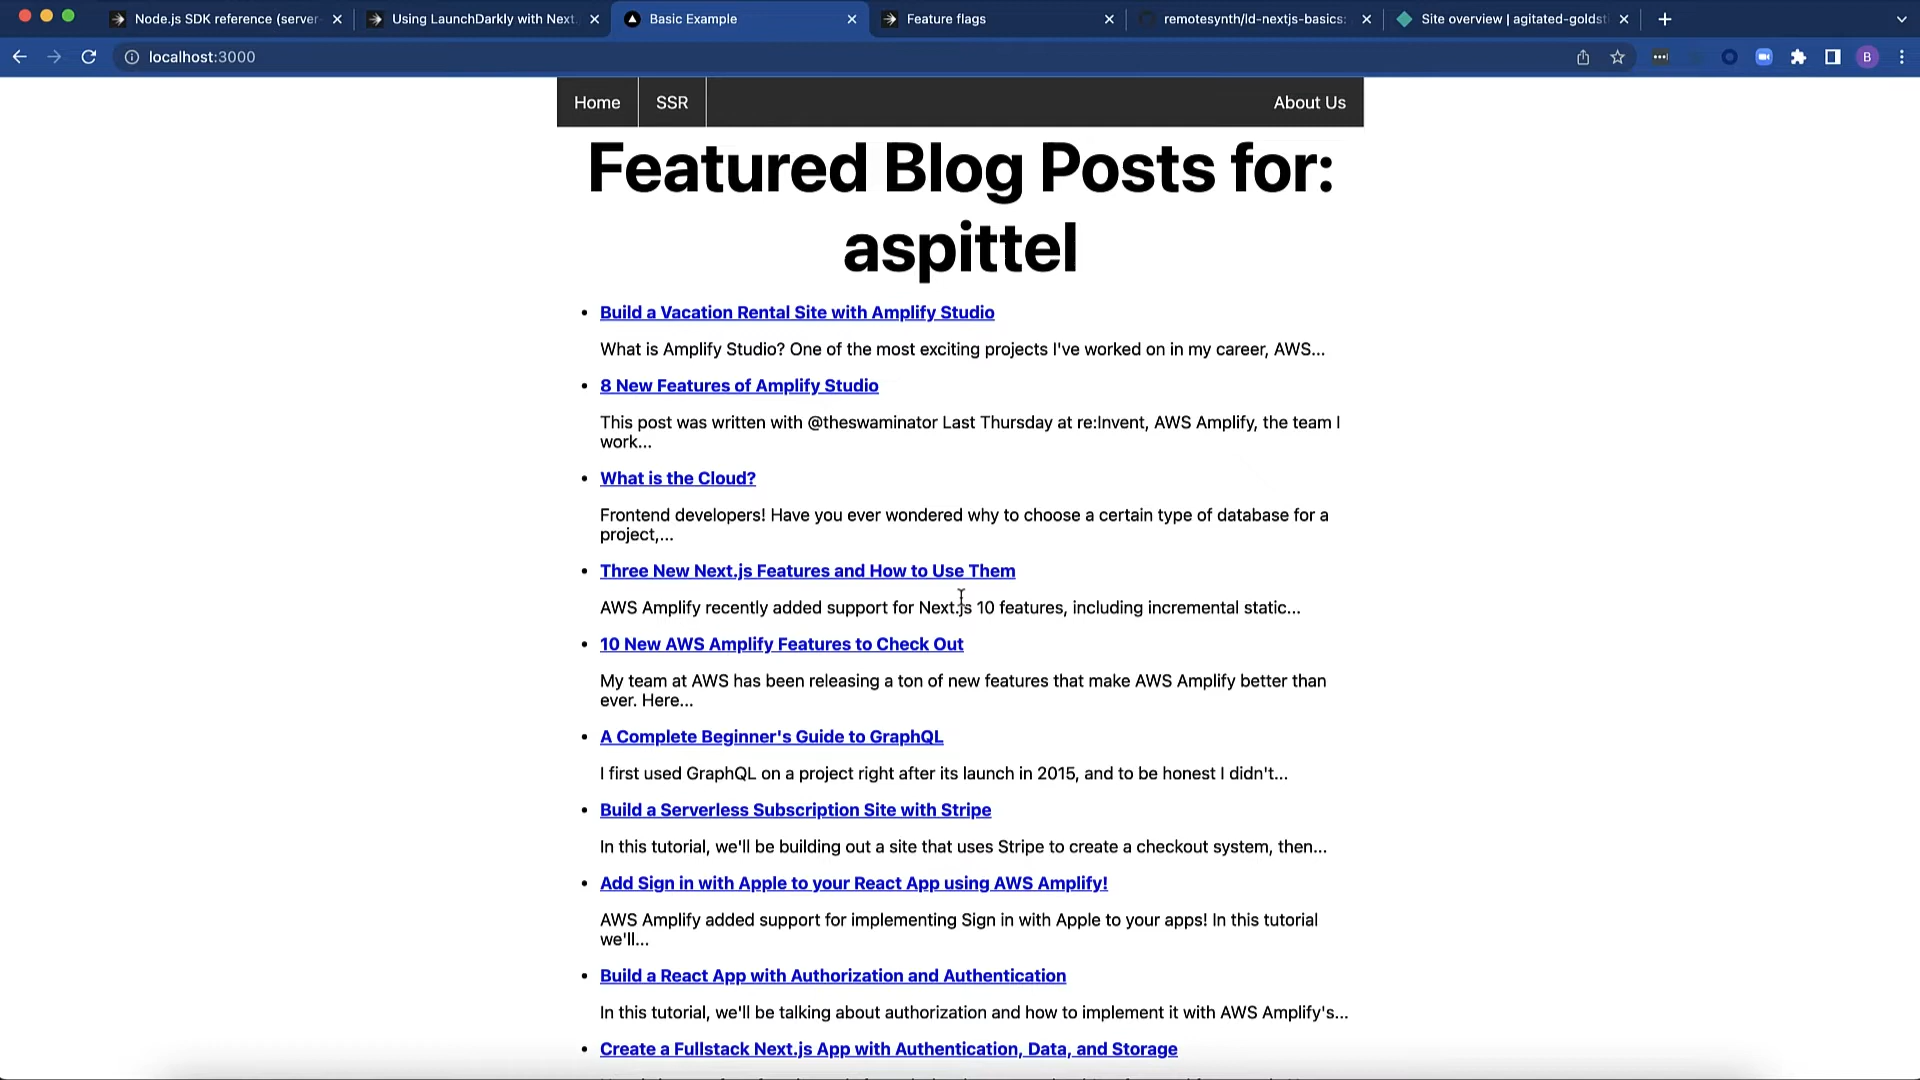 Node.js SDK reference (server-
Using LaunchDarkly with Next.
Basic Example
Feature flags
remotesynth/ld-nextjs-basics:
Site overview | agitated-goldst
localhost:3000
B
Home
SSR
About Us
Featured Blog Posts for:
aspittel
Build a Vacation Rental Site with Amplify Studio
What is Amplify Studio? One of the most exciting projects I've worked on in my career, AWS...
8 New Features of Amplify Studio
This post was written with @theswaminator Last Thursday at re:Invent, AWS Amplify, the team I
work...
What is the Cloud?
Frontend developers! Have you ever wondered why to choose a certain type of database for a
project,...
Three New Next.js Features and How to Use Them
AWS Amplify recently added support for Next.js 10 features, including incremental static...
10 New AWS Amplify Features to Check Out
My team at AWS has been releasing a ton of new features that make AWS Amplify better than
ever. Here...
A Complete Beginner's Guide to GraphQL
I first used GraphQL on a project right after its launch in 2015, and to be honest I didn't...
Build a Serverless Subscription Site with Stripe
In this tutorial, we'll be building out a site that uses Stripe to create a checkout system, then...
Add Sign in with Apple to your React App using AWS Amplify!
AWS Amplify added support for implementing Sign in with Apple to your apps! In this tutorial
we'll...
Build a React App with Authorization and Authentication
In this tutorial, we'll be talking about authorization and how to implement it with AWS Amplify's...
Create a Fullstack Next.js App with Authentication, Data, and Storage